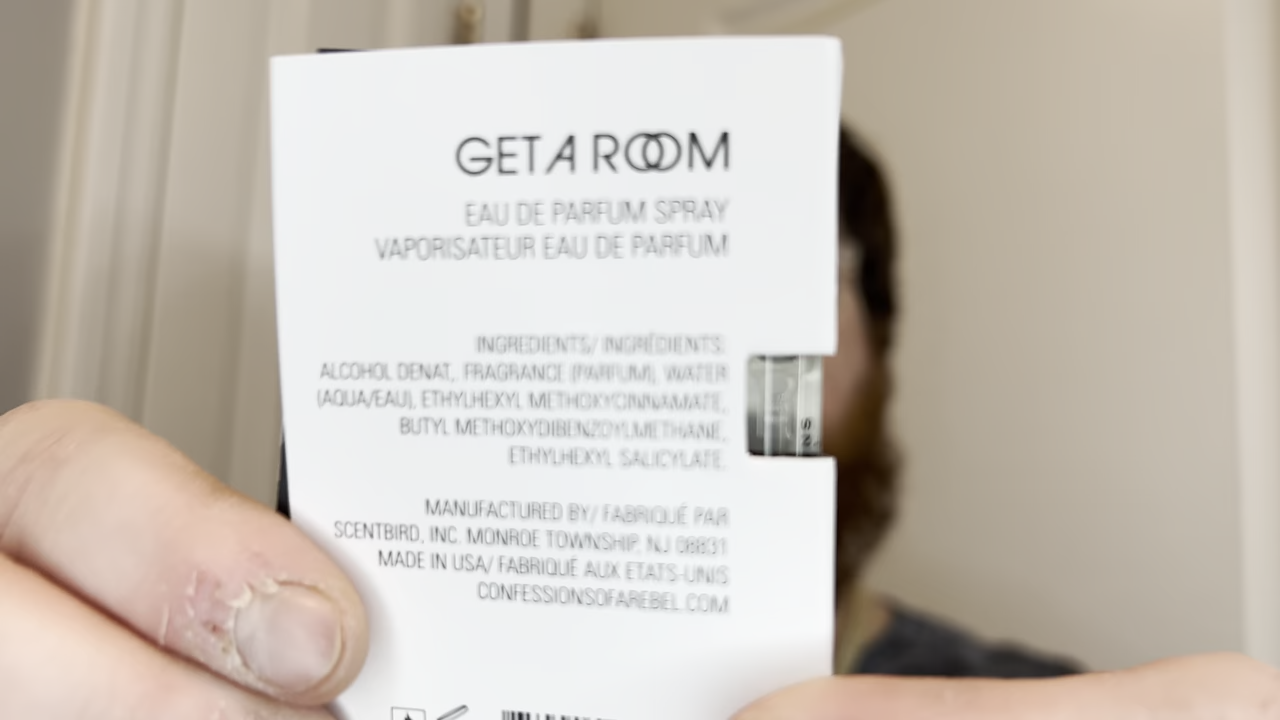 GET A ROOM
EAU DE PARFUM SPRAY
VAPORISATEUR EAU DE PARFUM
INGREDIENTS/ INGRÉDIENTS:
ALCOHOL DENAT., FRAGRANCE (PARFUM), WATER
(AQUA/EAU), ETHYLHEXYL METHOXYCINNAMATE,
BUTYL METHOXYDIBENZOYLMETHANE,
ETHYLHEXYL SALICYLATE.
MANUFACTURED BY/ FABRIQUÉ PAR
SCENTBIRD, INC. MONROE TOWNSHIP, NJ 08831
MADE IN USA/ FABRIQUÉ AUX ETATS-UNIS
CONFESSIONSOFAREBEL.COM